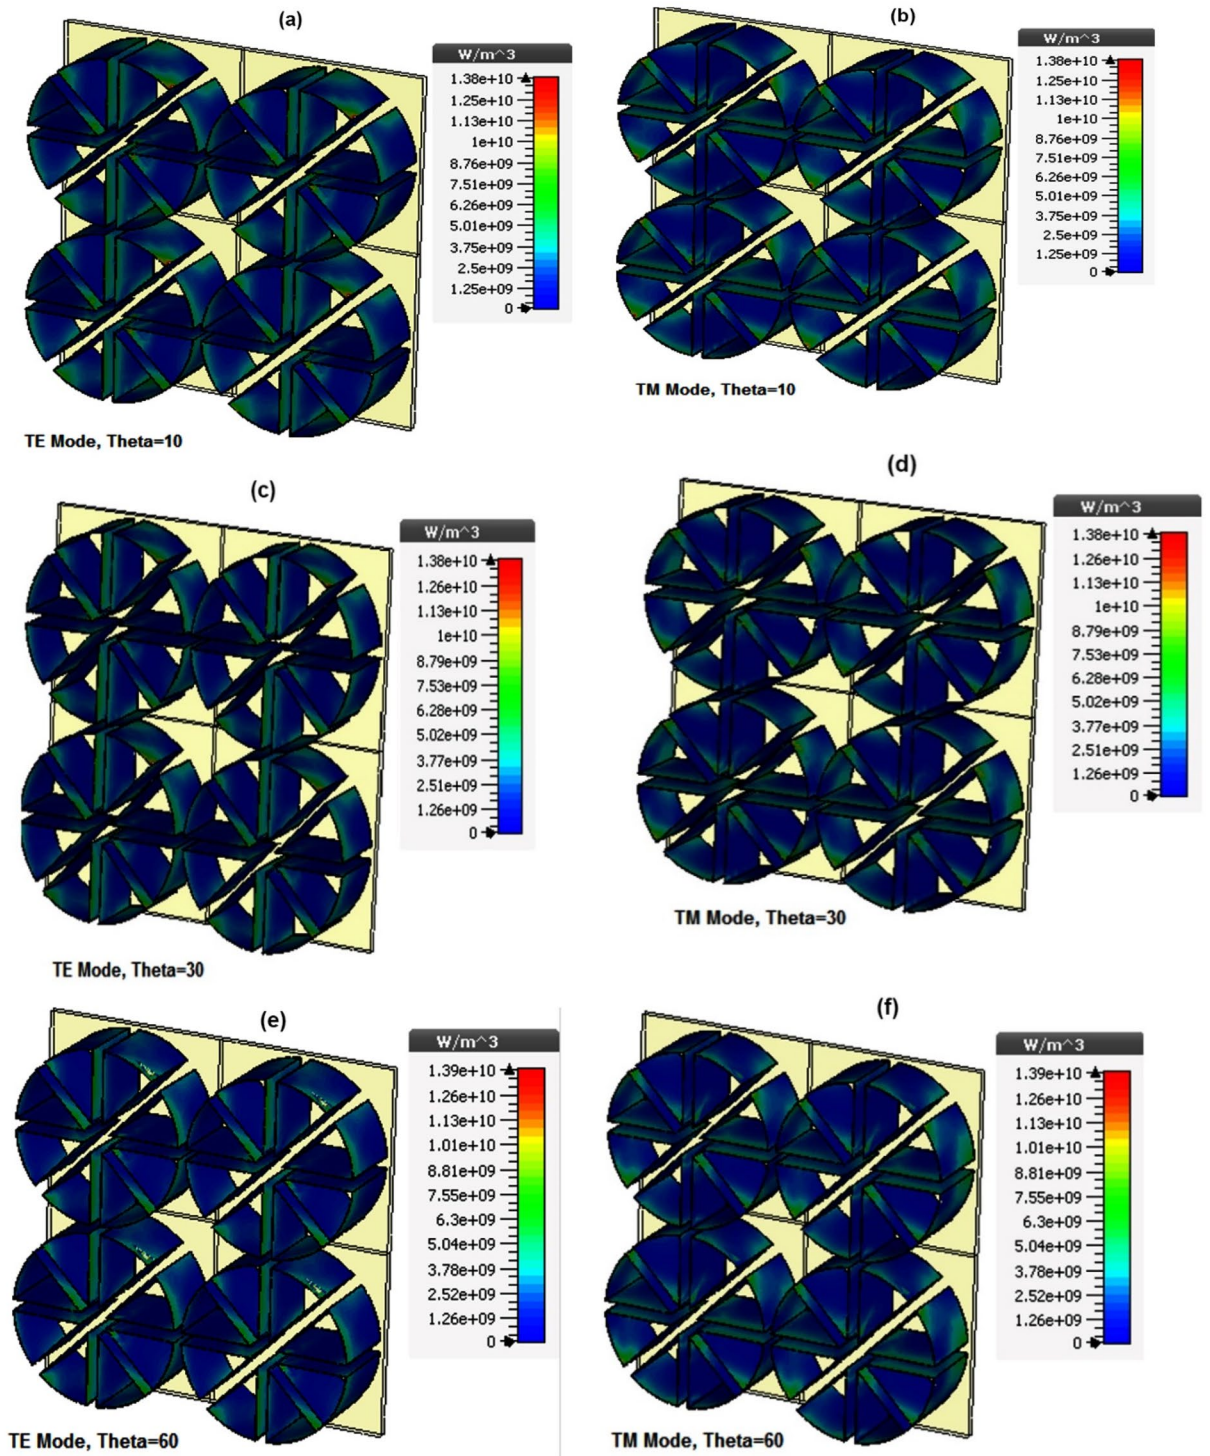 (a)
W/m^3
1.38e+10
1.25e+10
1.13e+10
1e+10
8.76e+09
7.51e+09
6.26e+09
5.01e+09
3.75e+09
2.5e+09
1.25e+09
0
TE Mode, Theta=10
(b)
W/m^3
1.38e+10
1.25e+10
1.13e+10
1e+10
8.76e+09
7.51e+09
6.26e+09
5.01e+09
3.75e+09
2.5e+09
1.25e+09
0
TM Mode, Theta=10
(c)
W/m^3
1.38e+10
1.26e+10
1.13e+10
1e+10
8.79e+09
7.53e+09
6.28e+09
5.02e+09
3.77e+09
2.51e+09
1.26e+09
0
TE Mode, Theta=30
(d)
W/m^3
1.38e+10
1.26e+10
1.13e+10
1e+10
8.79e+09
7.53e+09
6.28e+09
5.02e+09
3.77e+09
2.51e+09
1.26e+09
0
TM Mode, Theta=30
(e)
W/m^3
1.39e+10
1.26e+10
1.13e+10
1.01e+10
8.81e+09
7.55e+09
6.3e+09
5.04e+09
3.78e+09
2.52e+09
1.26e+09
0
TE Mode, Theta=60
(f)
W/m^3
1.39e+10
1.26e+10
1.13e+10
1.01e+10
8.81e+09
7.55e+09
6.3e+09
5.04e+09
3.78e+09
2.52e+09
1.26e+09
0
TM Mode, Theta=60